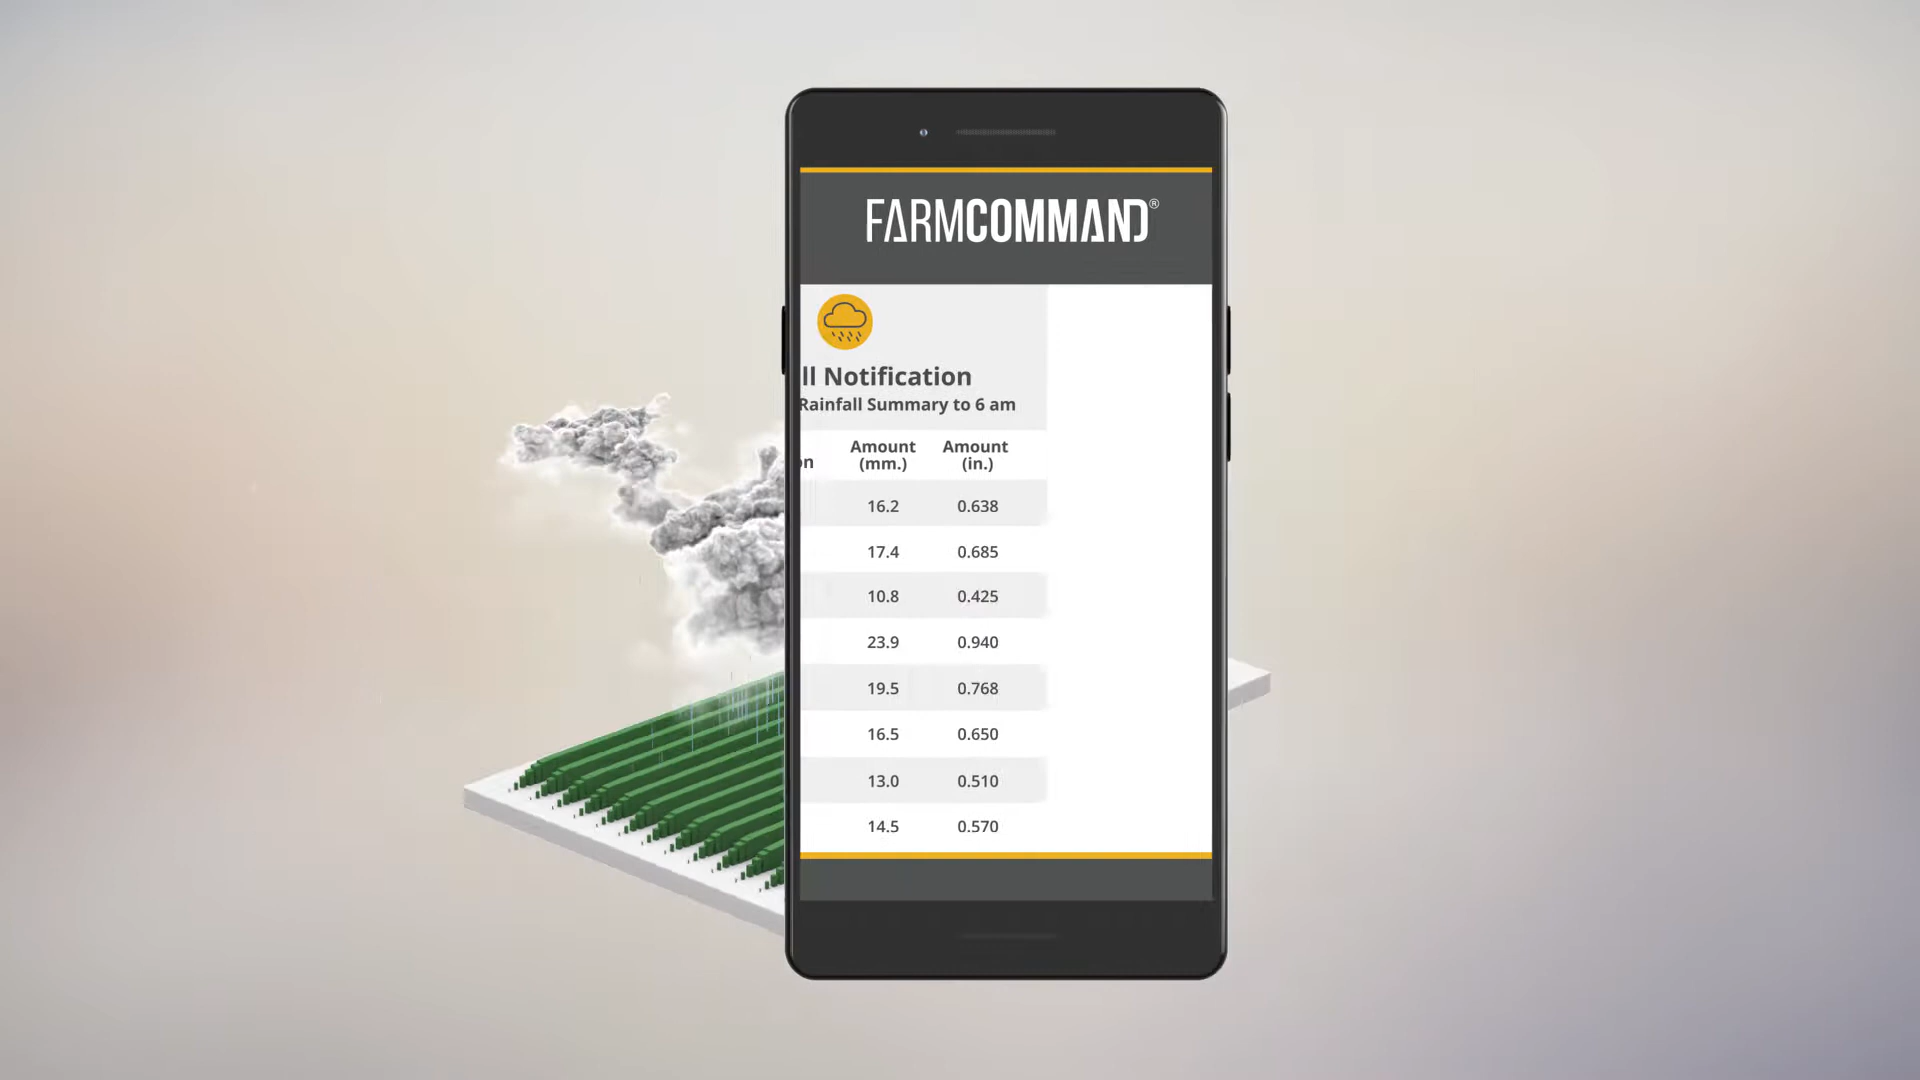 FARMCOMMAND®
ll Notification
Rainfall Summary to 6 am
on Amount (mm.) Amount (in.)
16.2 0.638
17.4 0.685
10.8 0.425
23.9 0.940
19.5 0.768
16.5 0.650
13.0 0.510
14.5 0.570